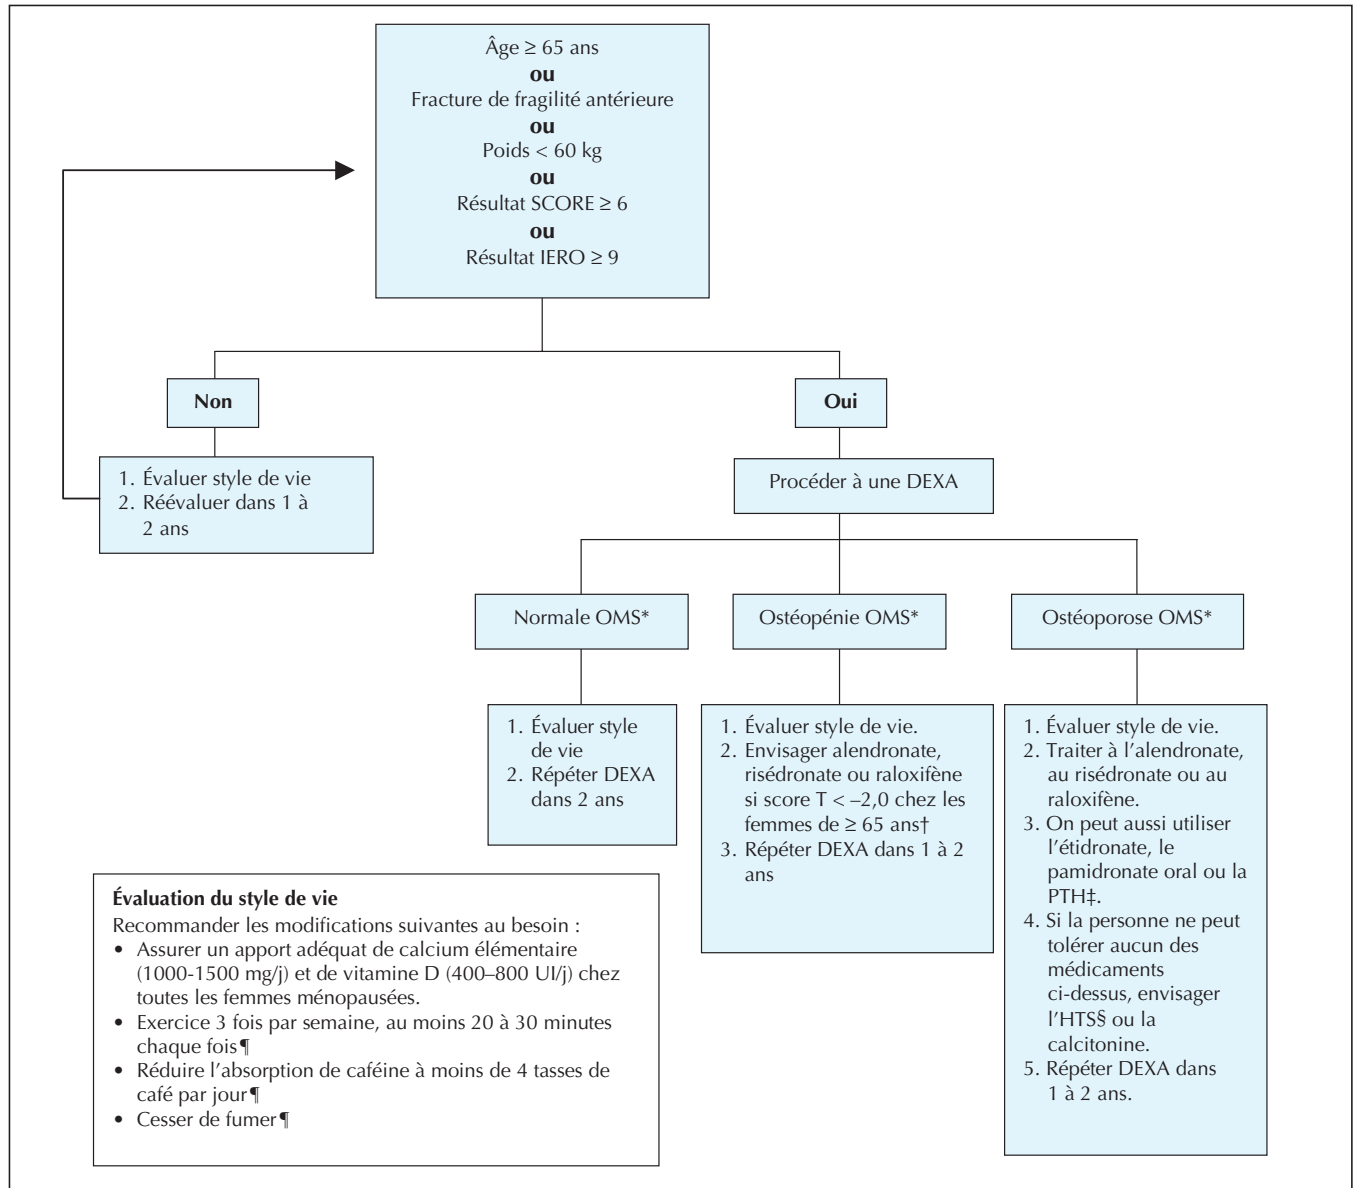 Âge ≥ 65 ans
ou
Fracture de fragilité antérieure
ou
Poids < 60 kg
ou
Résultat SCORE ≥ 6
ou
Résultat IERO ≥ 9
Non
Oui
1. Évaluer style de vie
2. Réévaluer dans 1 à
2 ans
Procéder à une DEXA
Normale OMS*
Ostéopénie OMS*
Ostéoporose OMS*
1. Évaluer style
de vie
2. Répéter DEXA
dans 2 ans
1. Évaluer style de vie.
2. Envisager alendronate,
risédronate ou raloxifène
si score T < –2,0 chez les
femmes de ≥ 65 ans†
3. Répéter DEXA dans 1 à 2
ans
1. Évaluer style de vie.
2. Traiter à l’alendronate,
au risédronate ou au
raloxifène.
3. On peut aussi utiliser
l’étidronate, le
pamidronate oral ou la
PTH‡.
4. Si la personne ne peut
tolérer aucun des
médicaments
ci-dessus, envisager
l’HTS§ ou la
calcitonine.
5. Répéter DEXA dans
1 à 2 ans.
Évaluation du style de vie
Recommander les modifications suivantes au besoin :
• Assurer un apport adéquat de calcium élémentaire
(1000-1500 mg/j) et de vitamine D (400–800 UI/j) chez
toutes les femmes ménopausées.
• Exercice 3 fois par semaine, au moins 20 à 30 minutes
chaque fois¶
• Réduire l’absorption de caféine à moins de 4 tasses de
café par jour¶
• Cesser de fumer¶